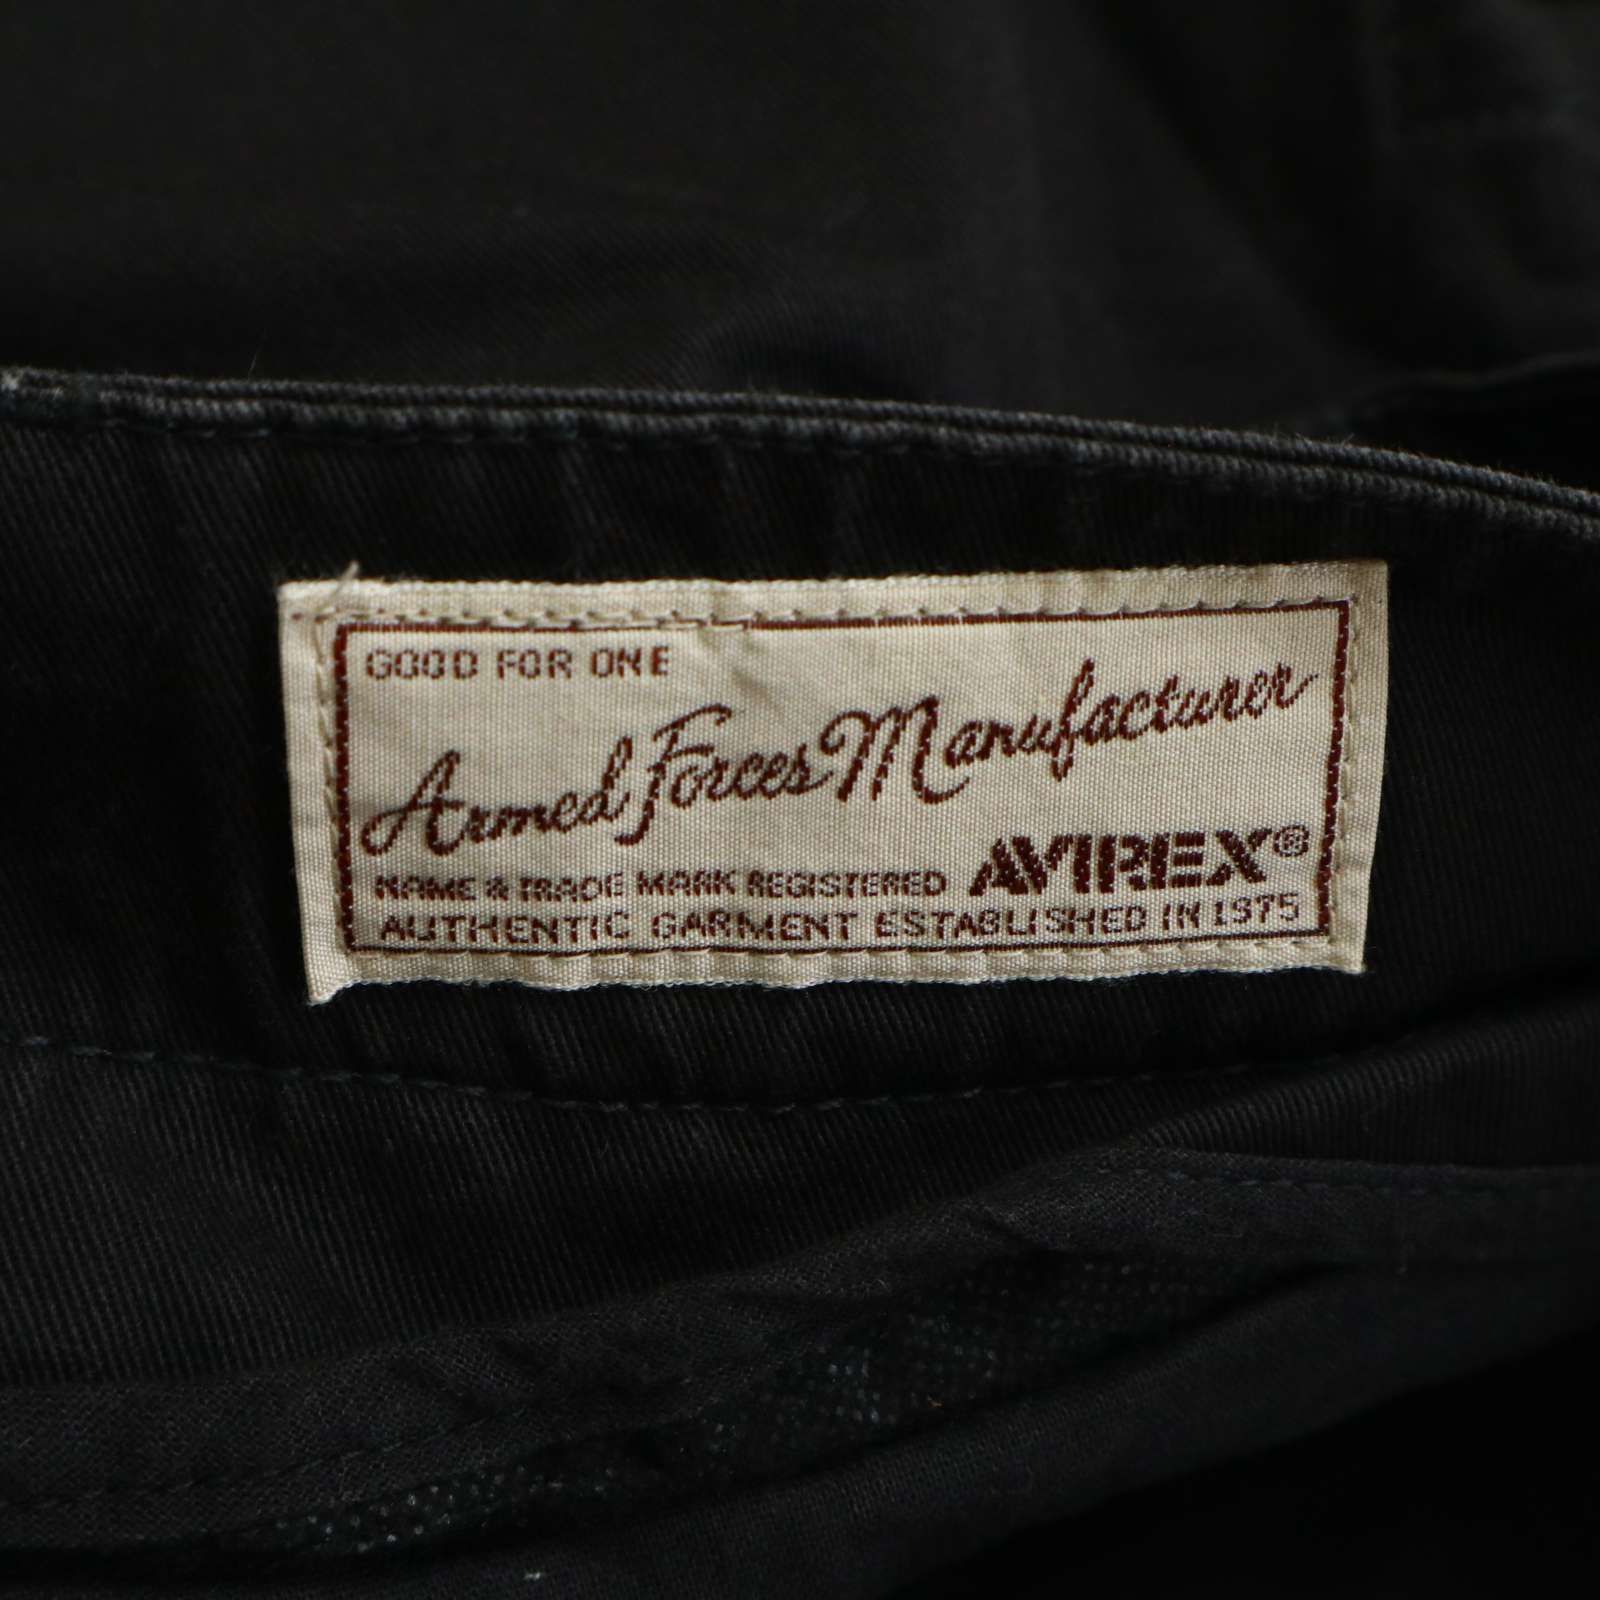 GOOD FOR ONE
Armed Forces Manufacturer
NAME & TRADE MARK REGISTERED AVIREX®
AUTHENTIC GARMENT ESTABLISHED IN 1975